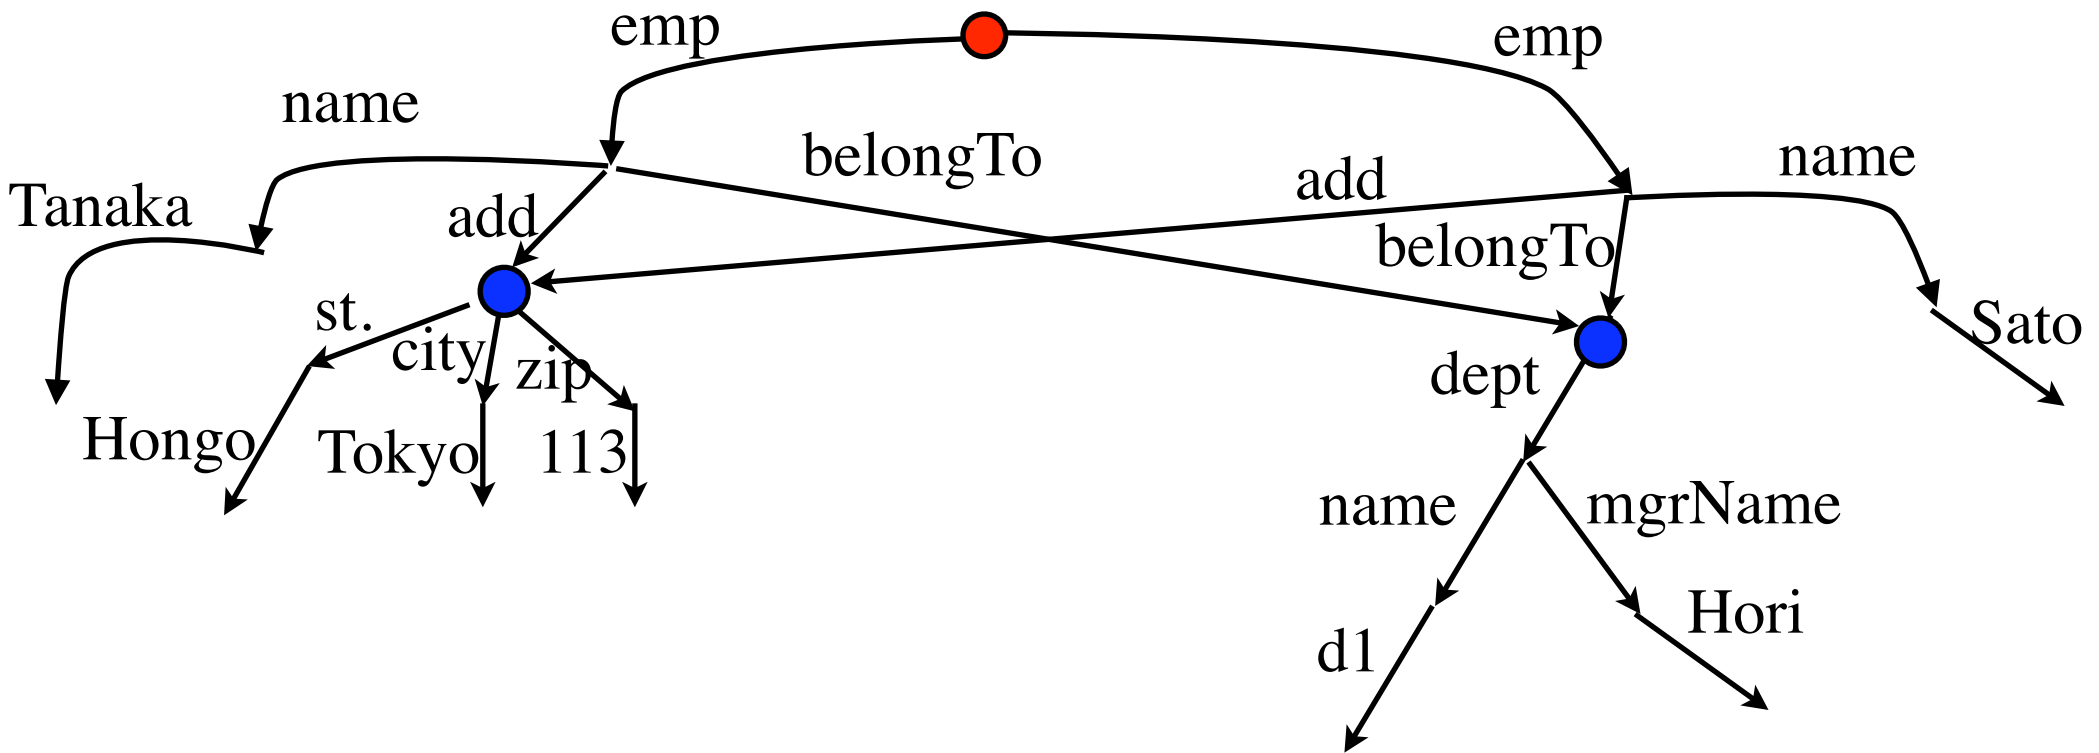 emp
emp
name
belongTo
add
name
Tanaka
add
belongTo
st.
city
zip
Sato
dept
Hongo
Tokyo
113
name
mgrName
d1
Hori